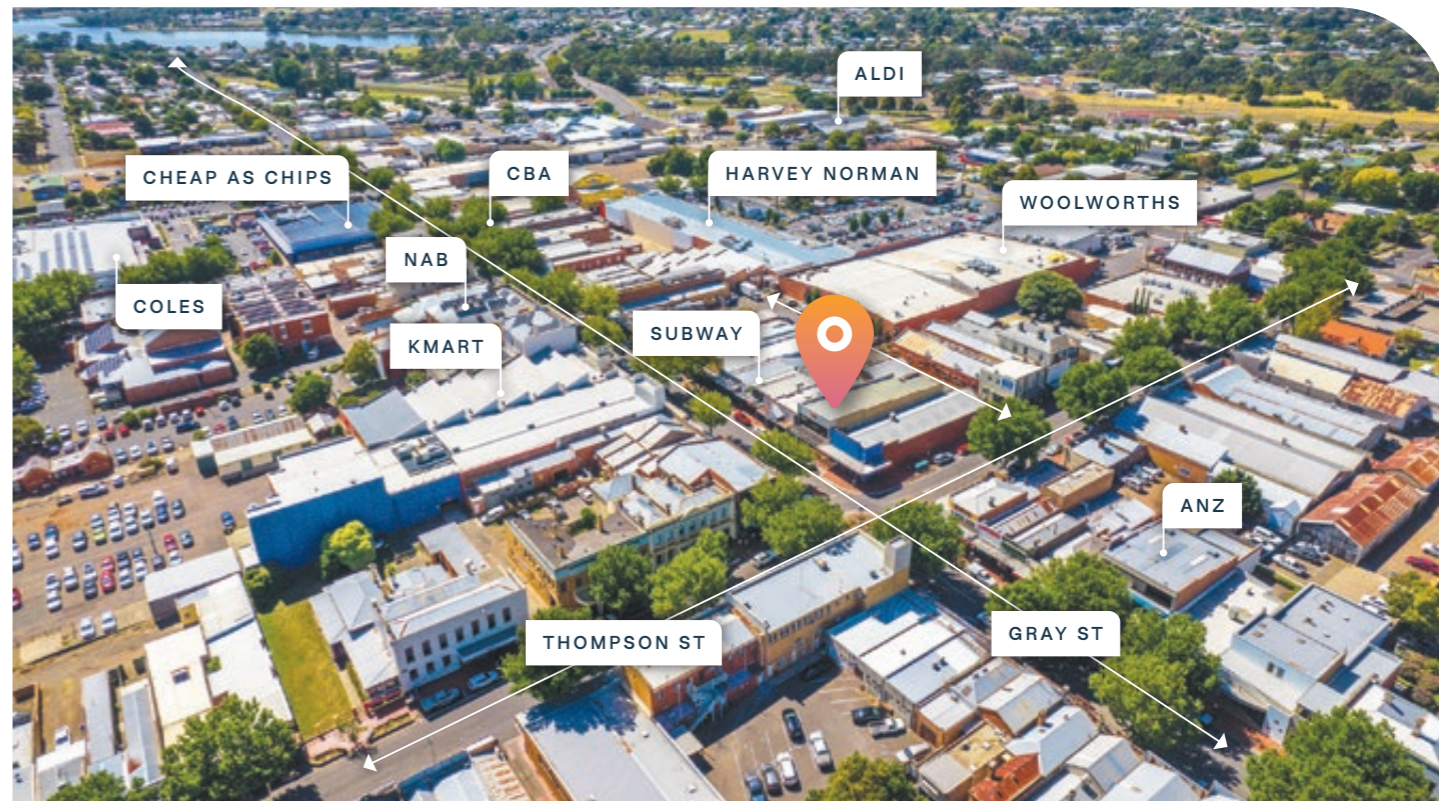 ALDI
CHEAP AS CHIPS
CBA
HARVEY NORMAN
WOOLWORTHS
NAB
COLES
SUBWAY
KMART
ANZ
THOMPSON ST
GRAY ST